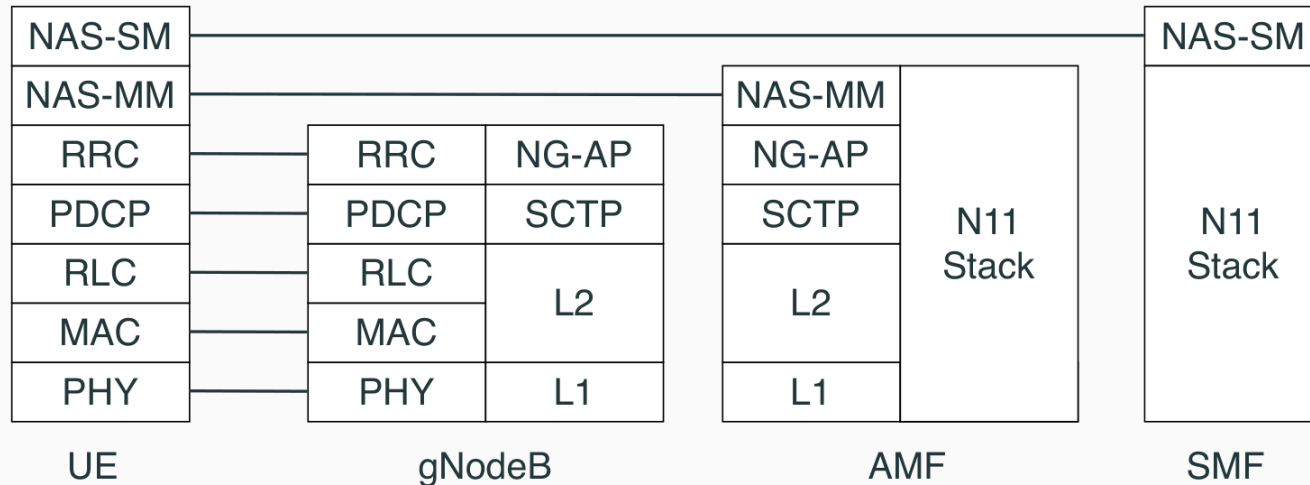 NAS-SM
NAS-SM
NAS-MM
NAS-MM
RRC
RRC
NG-AP
NG-AP
PDCP
PDCP
SCTP
SCTP
N11
Stack
N11
Stack
RLC
RLC
L2
L2
MAC
MAC
PHY
PHY
L1
L1
UE
gNodeB
AMF
SMF